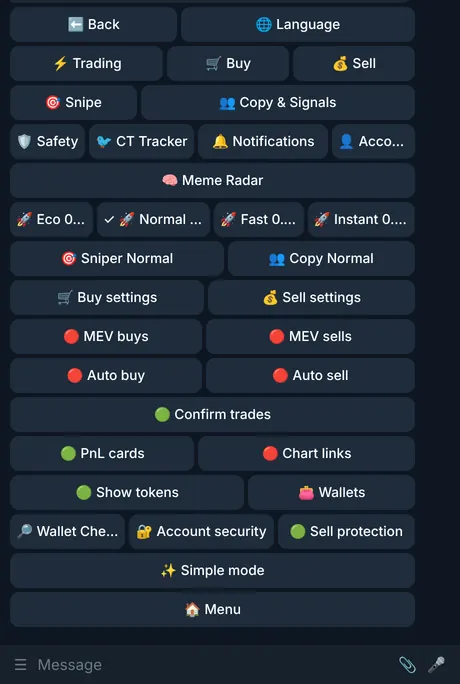 ⬅️ Back 🌐 Language
⚡ Trading 🛒 Buy 💰 Sell
🎯 Snipe 👥 Copy & Signals
🛡️ Safety 🐦 CT Tracker 🔔 Notifications 👤 Acco...
🧠 Meme Radar
🚀 Eco 0... ✓ 🚀 Normal ... 🚀 Fast 0.... 🚀 Instant 0....
🎯 Sniper Normal 👥 Copy Normal
🛒 Buy settings 💰 Sell settings
🔴 MEV buys 🔴 MEV sells
🔴 Auto buy 🔴 Auto sell
🟢 Confirm trades
🟢 PnL cards 🔴 Chart links
🟢 Show tokens 👛 Wallets
🔎 Wallet Che... 🔐 Account security 🟢 Sell protection
✨ Simple mode
🏠 Menu
Message